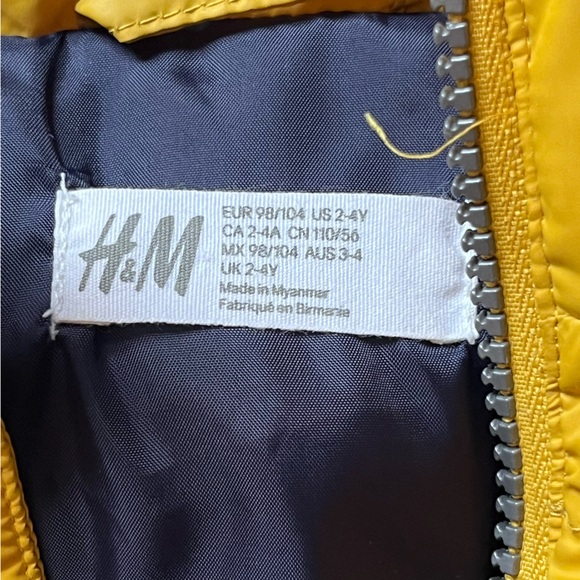 H&M
EUR 98/104 US 2-4Y
CA 2-4A CN 110/56
MX 98/104 AUS 3-4
UK 2-4Y
Made in Myanmar
Fabriqué en Birmania